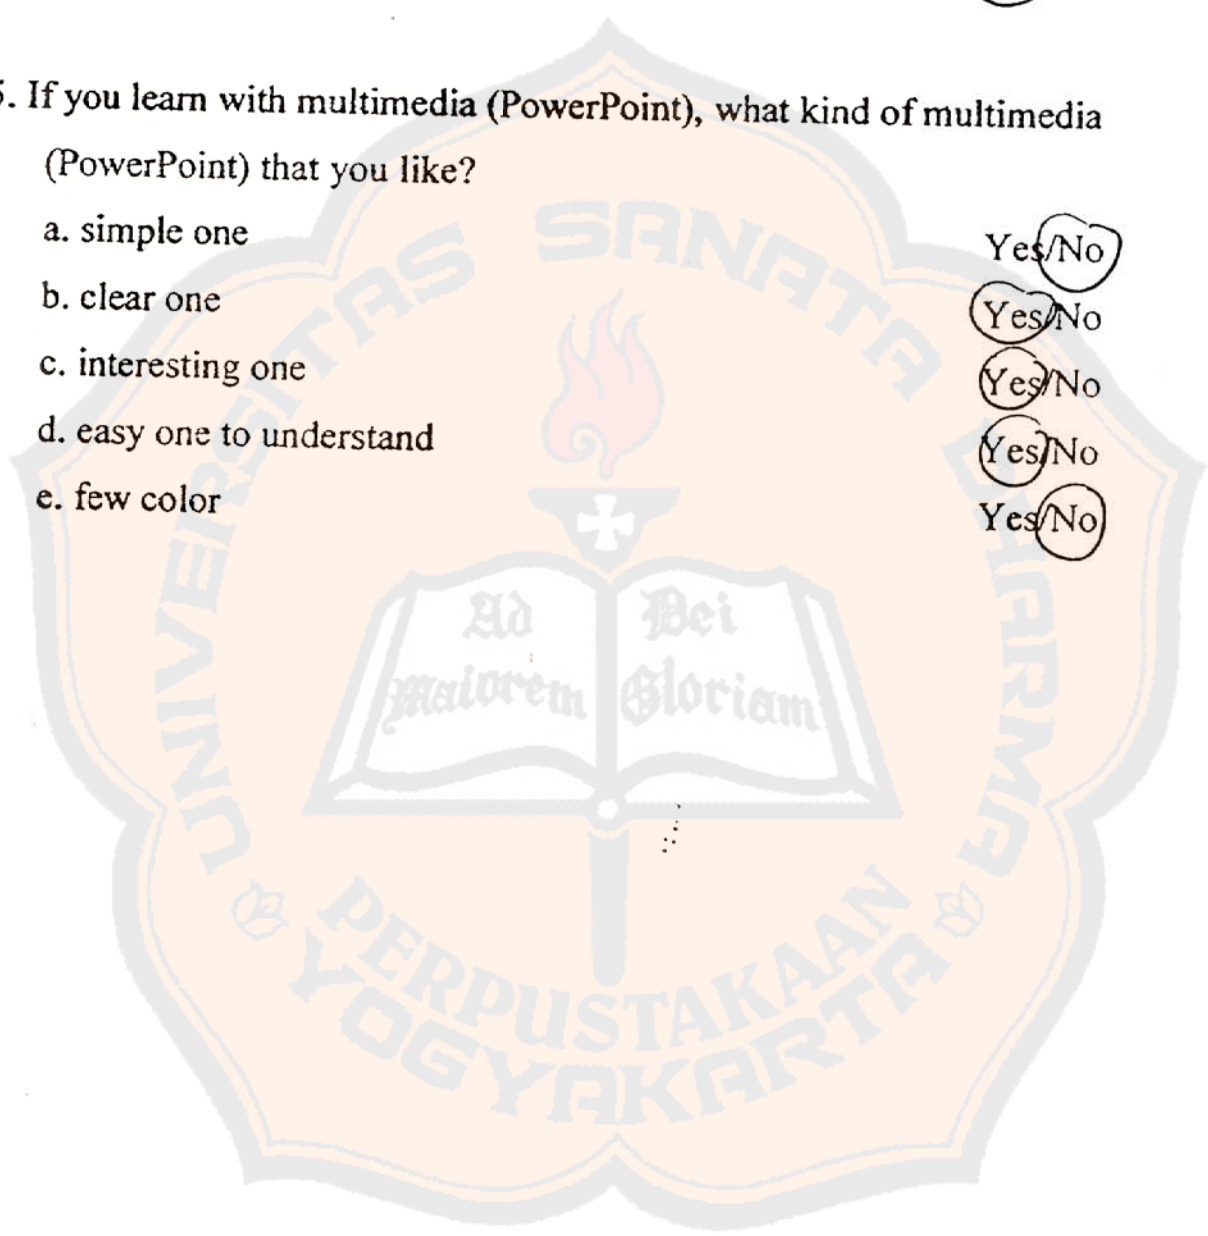 5. If you learn with multimedia (PowerPoint), what kind of multimedia
(PowerPoint) that you like?
a. simple one Yes/No
b. clear one Yes/No
c. interesting one Yes/No
d. easy one to understand Yes/No
e. few color Yes/No
UNIVERSITAS SANATA DHARMA
Ad Dei
maiorem Gloriam
PERPUSTAKAAN
YOGYAKARTA